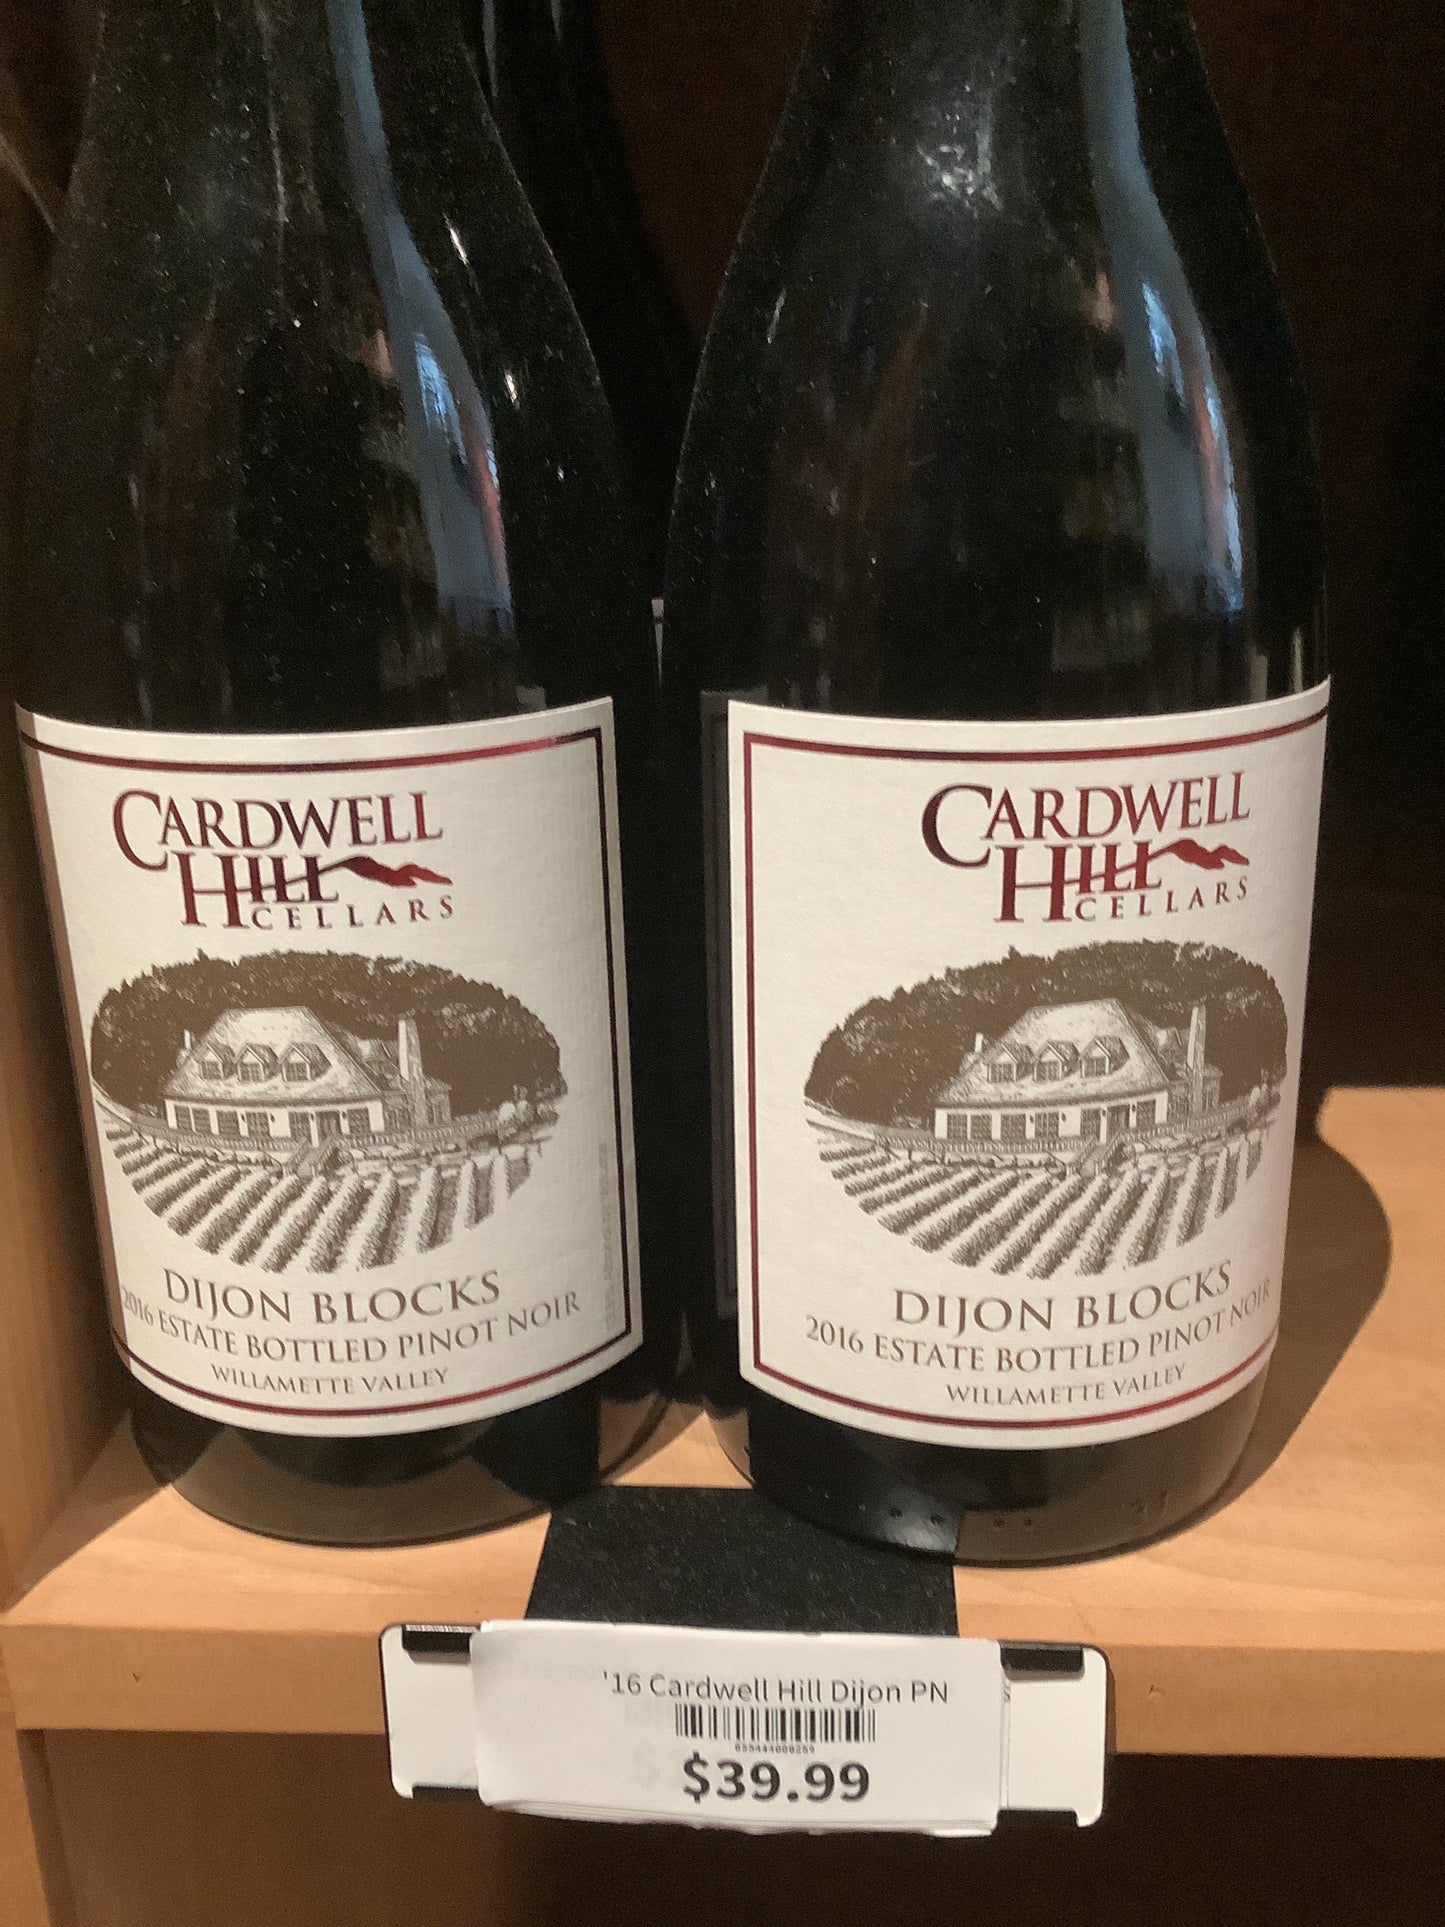 CARDWELL
HILL
CELLARS
DIJON BLOCKS
2016 ESTATE BOTTLED PINOT NOIR
WILLAMETTE VALLEY
CARDWELL
HILL
CELLARS
DIJON BLOCKS
2016 ESTATE BOTTLED PINOT NOIR
WILLAMETTE VALLEY
'16 Cardwell Hill Dijon PN
$39.99